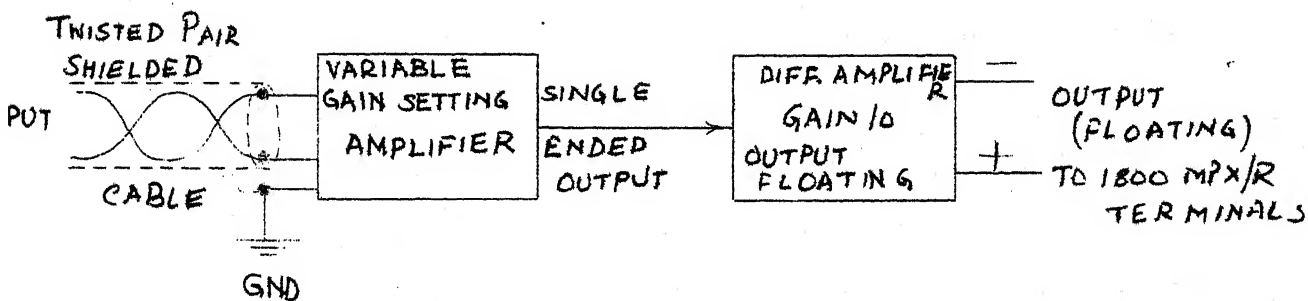 TWISTED PAIR
SHIELDED
PUT
CABLE
GND
VARIABLE
GAIN SETTING
AMPLIFIER
SINGLE
ENDED
OUTPUT
DIFF. AMPLIFIE
R
GAIN 10
OUTPUT
FLOATING
−
+
OUTPUT
(FLOATING)
TO 1800 MPX/R
TERMINALS